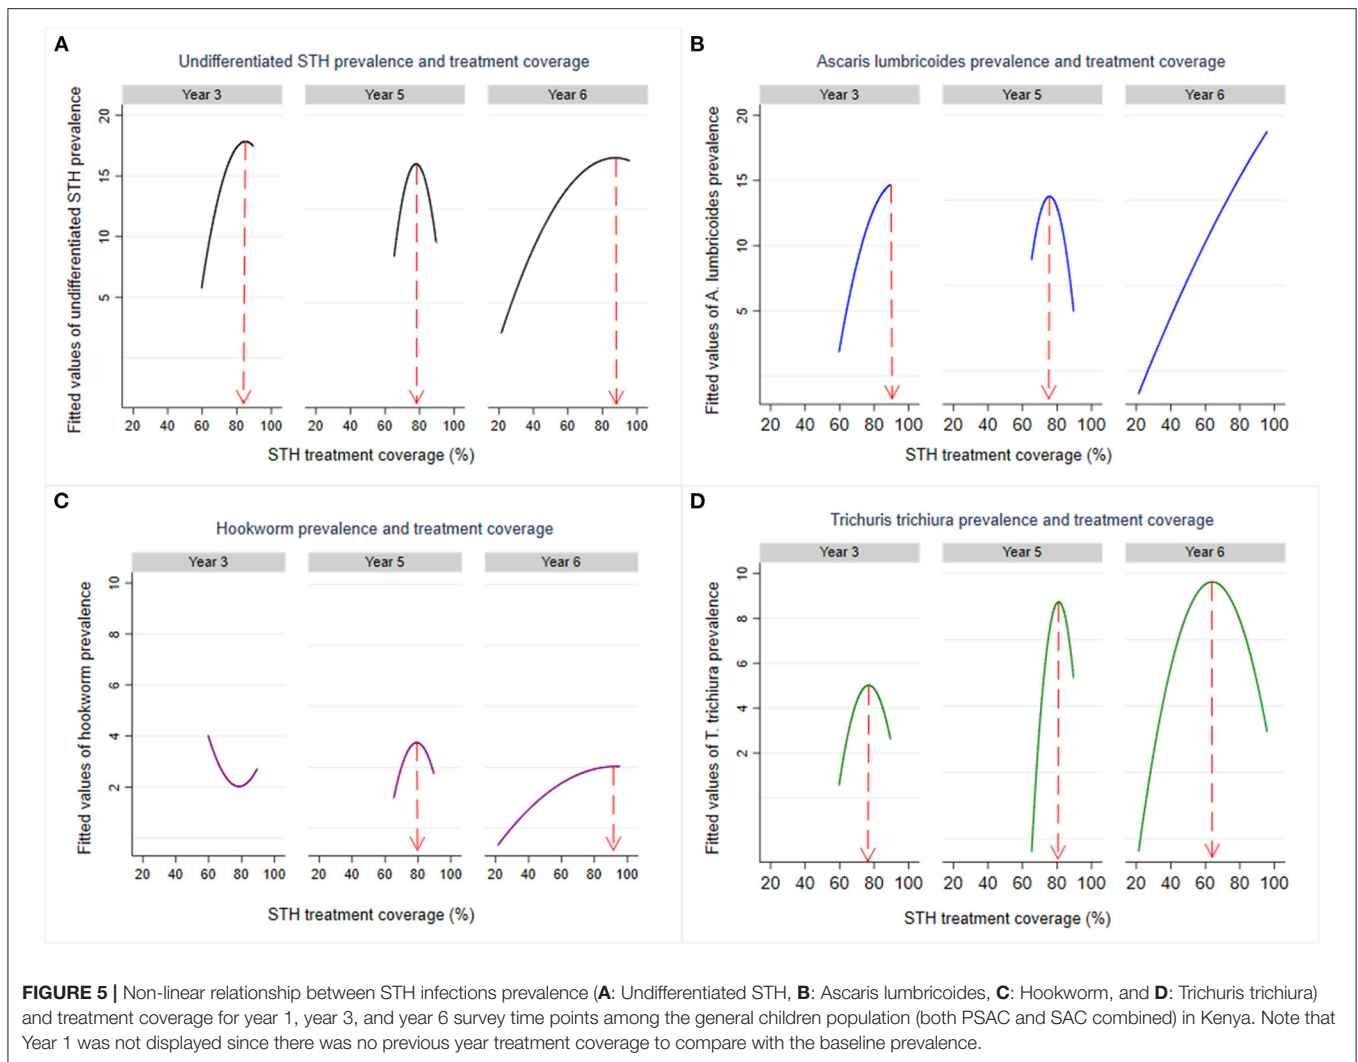 A
Undifferentiated STH prevalence and treatment coverage
Year 3 Year 5 Year 6
Fitted values of undifferentiated STH prevalence
20
15
10
5
20 40 60 80 100 20 40 60 80 100 20 40 60 80 100
STH treatment coverage (%)
B
Ascaris lumbricoides prevalence and treatment coverage
Year 3 Year 5 Year 6
Fitted values of A. lumbricoides prevalence
20
15
10
5
20 40 60 80 100 20 40 60 80 100 20 40 60 80 100
STH treatment coverage (%)
C
Hookworm prevalence and treatment coverage
Year 3 Year 5 Year 6
Fitted values of hookworm prevalence
10
8
6
4
2
20 40 60 80 100 20 40 60 80 100 20 40 60 80 100
STH treatment coverage (%)
D
Trichuris trichiura prevalence and treatment coverage
Year 3 Year 5 Year 6
Fitted values of T. trichiura prevalence
10
8
6
4
2
20 40 60 80 100 20 40 60 80 100 20 40 60 80 100
STH treatment coverage (%)
FIGURE 5 | Non-linear relationship between STH infections prevalence (A: Undifferentiated STH, B: Ascaris lumbricoides, C: Hookworm, and D: Trichuris trichiura)
and treatment coverage for year 1, year 3, and year 6 survey time points among the general children population (both PSAC and SAC combined) in Kenya. Note that
Year 1 was not displayed since there was no previous year treatment coverage to compare with the baseline prevalence.